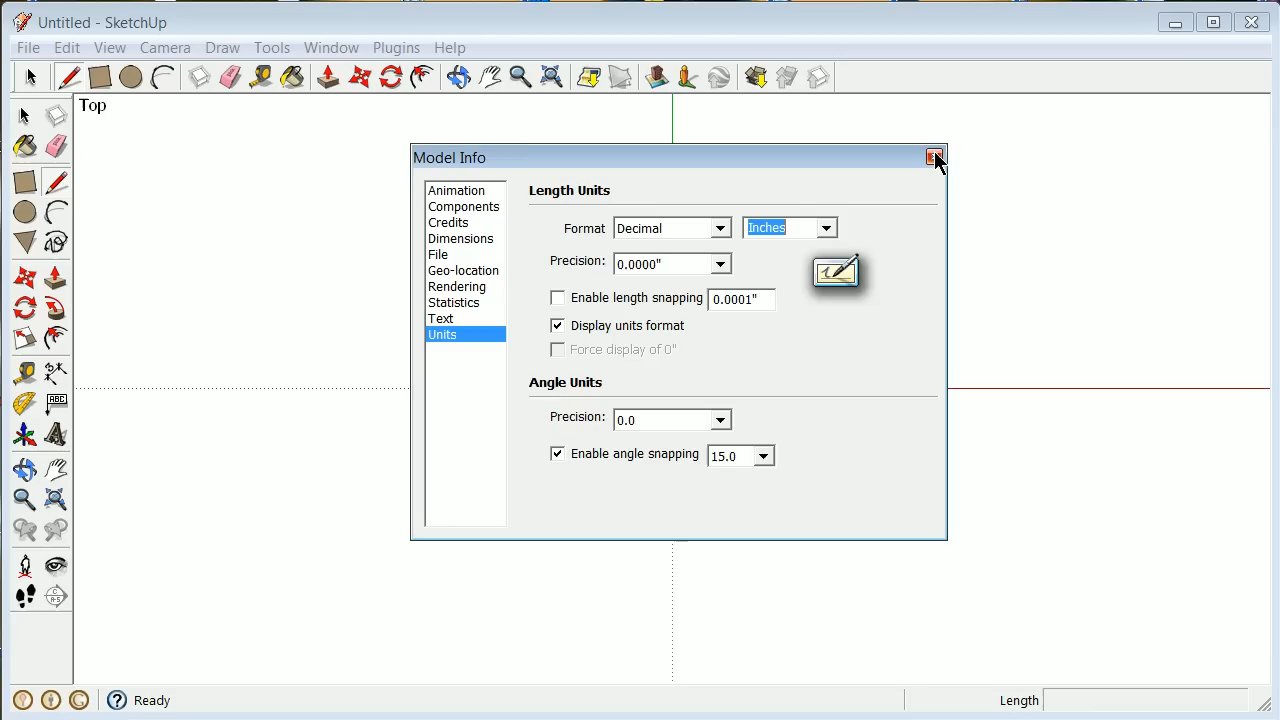 Untitled - SketchUp
File Edit View Camera Draw Tools Window Plugins Help
Top
Model Info
Animation
Components
Credits
Dimensions
File
Geo-location
Rendering
Statistics
Text
Units
Length Units
Format Decimal Inches
Precision: 0.0000"
Enable length snapping 0.0001"
Display units format
Force display of 0"
Angle Units
Precision: 0.0
Enable angle snapping 15.0
ABC
Ready
Length